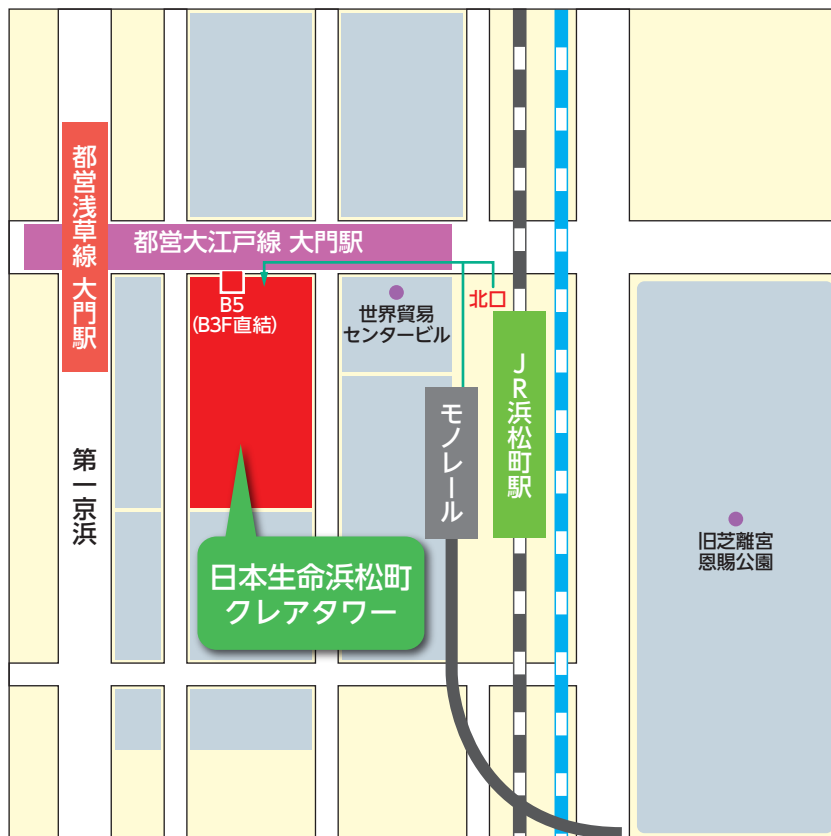 都営浅草線 大門駅
都営大江戸線 大門駅
B5
(B3F直結)
世界貿易
センタービル
北口
JR浜松町駅
モノレール
第一京浜
日本生命浜松町
クレアタワー
旧芝離宮
恩賜公園